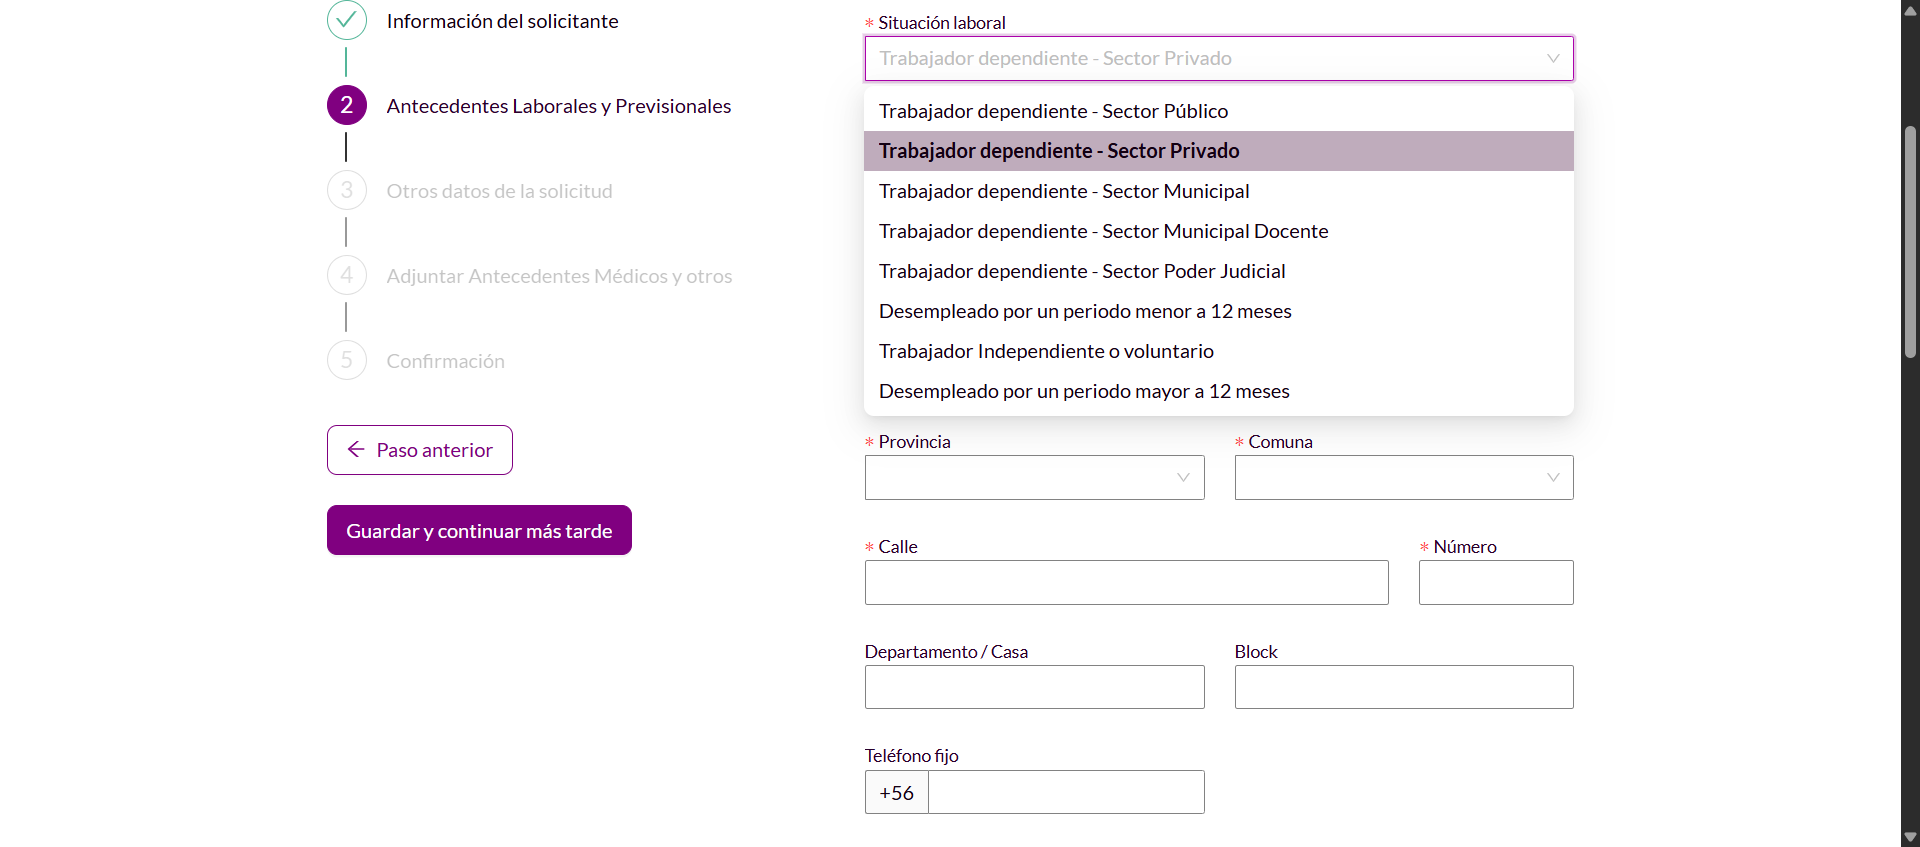 Información del solicitante
2 Antecedentes Laborales y Previsionales
3 Otros datos de la solicitud
4 Adjuntar Antecedentes Médicos y otros
5 Confirmación
Paso anterior
Guardar y continuar más tarde
* Situación laboral
Trabajador dependiente - Sector Privado
Trabajador dependiente - Sector Público
Trabajador dependiente - Sector Privado
Trabajador dependiente - Sector Municipal
Trabajador dependiente - Sector Municipal Docente
Trabajador dependiente - Sector Poder Judicial
Desempleado por un periodo menor a 12 meses
Trabajador Independiente o voluntario
Desempleado por un periodo mayor a 12 meses
* Provincia * Comuna
* Calle * Número
Departamento / Casa Block
Teléfono fijo
+56